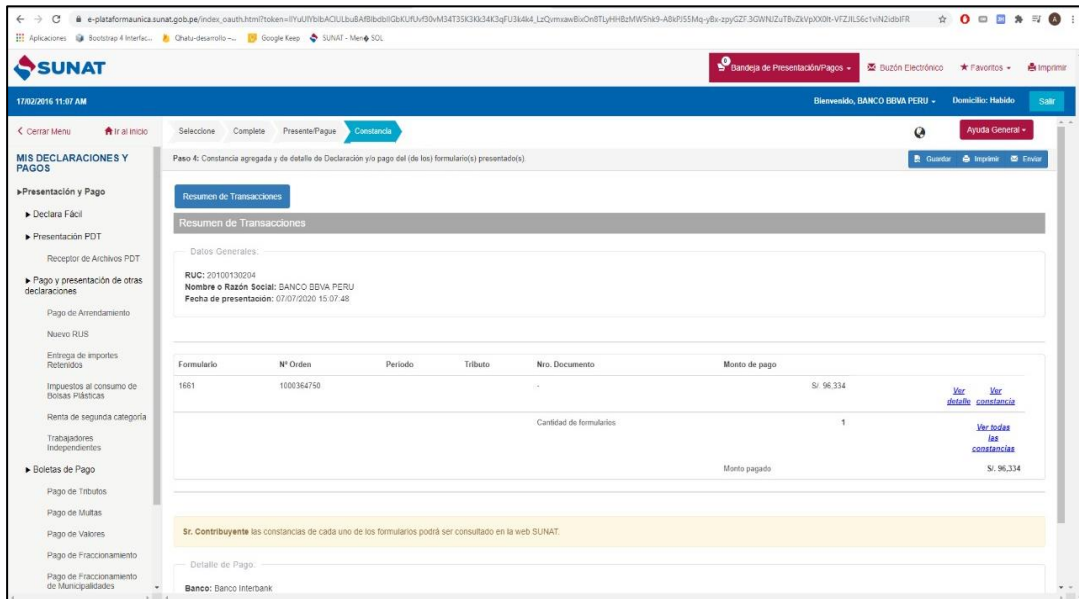 e-plataformaunica.sunat.gob.pe/index_oauth.html?token=
Aplicaciones Bootstrap 4 Interfac... Qhatu-desarrollo –... Google Keep SUNAT - Men� SOL
SUNAT
0 Bandeja de Presentación/Pagos Buzón Electrónico Favoritos Imprimir
17/02/2016 11:07 AM Bienvenido, BANCO BBVA PERU Domicilio: Habido Salir
Cerrar Menu Ir al inicio
Seleccione Complete Presente/Pague Constancia Ayuda General
MIS DECLARACIONES Y PAGOS
Paso 4: Constancia agregada y de detalle de Declaración y/o pago del (de los) formulario(s) presentado(s) Guardar Imprimir Enviar
Presentación y Pago
Declara Fácil
Presentación PDT
Receptor de Archivos PDT
Pago y presentación de otras
declaraciones
Pago de Arrendamiento
Nuevo RUS
Entrega de importes
Retenidos
Impuestos al consumo de
Bolsas Plásticas
Renta de segunda categoría
Trabajadores
Independientes
Boletas de Pago
Pago de Tributos
Pago de Multas
Pago de Valores
Pago de Fraccionamiento
Pago de Fraccionamiento
de Municipalidades
Resumen de Transacciones
Resumen de Transacciones
Datos Generales:
RUC: 20100130204
Nombre o Razón Social: BANCO BBVA PERU
Fecha de presentación: 07/07/2020 15:07:48
Formulario Nº Orden Periodo Tributo Nro. Documento Monto de pago
1661 1000364750 - S/. 96,334 Ver detalle Ver constancia
Cantidad de formularios 1 Ver todas las constancias
Monto pagado S/. 96,334
Sr. Contribuyente las constancias de cada uno de los formularios podrá ser consultado en la web SUNAT.
Detalle de Pago:
Banco: Banco Interbank